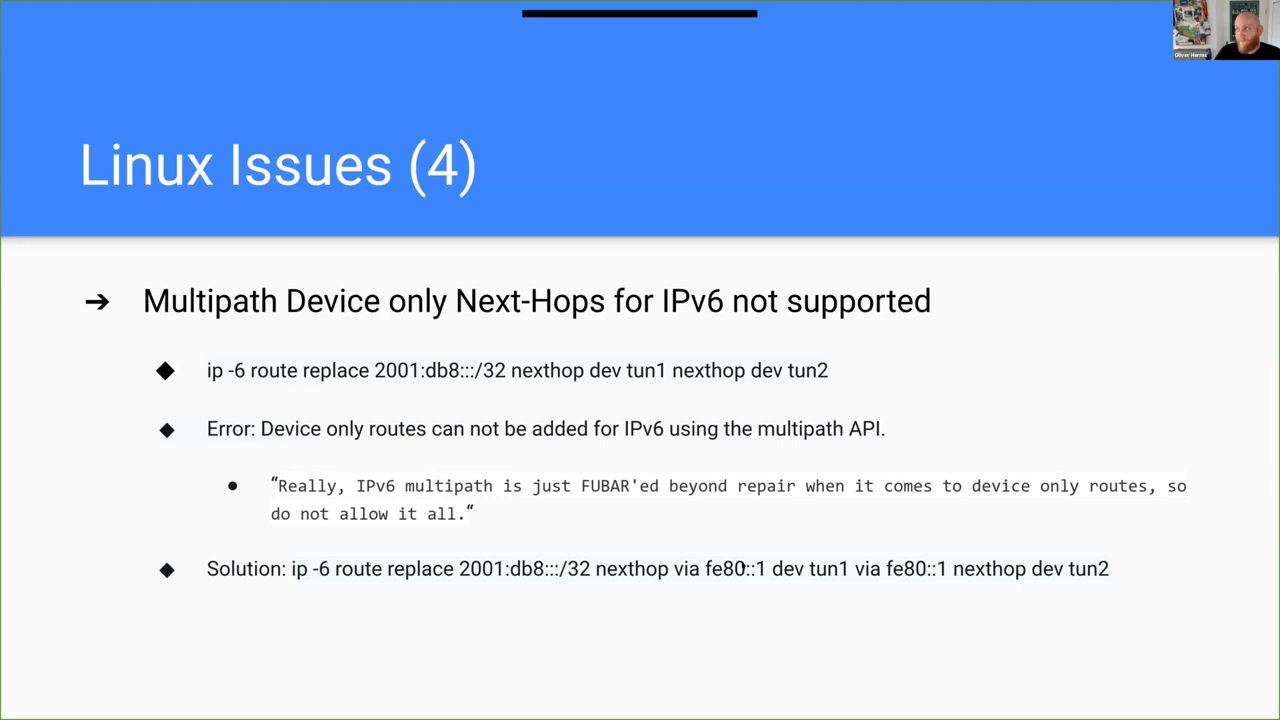 Oliver Herms
Linux Issues (4)
➔ Multipath Device only Next-Hops for IPv6 not supported
◆ ip -6 route replace 2001:db8:::/32 nexthop dev tun1 nexthop dev tun2
◆ Error: Device only routes can not be added for IPv6 using the multipath API.
● “Really, IPv6 multipath is just FUBAR'ed beyond repair when it comes to device only routes, so
do not allow it all.“
◆ Solution: ip -6 route replace 2001:db8:::/32 nexthop via fe80::1 dev tun1 via fe80::1 nexthop dev tun2